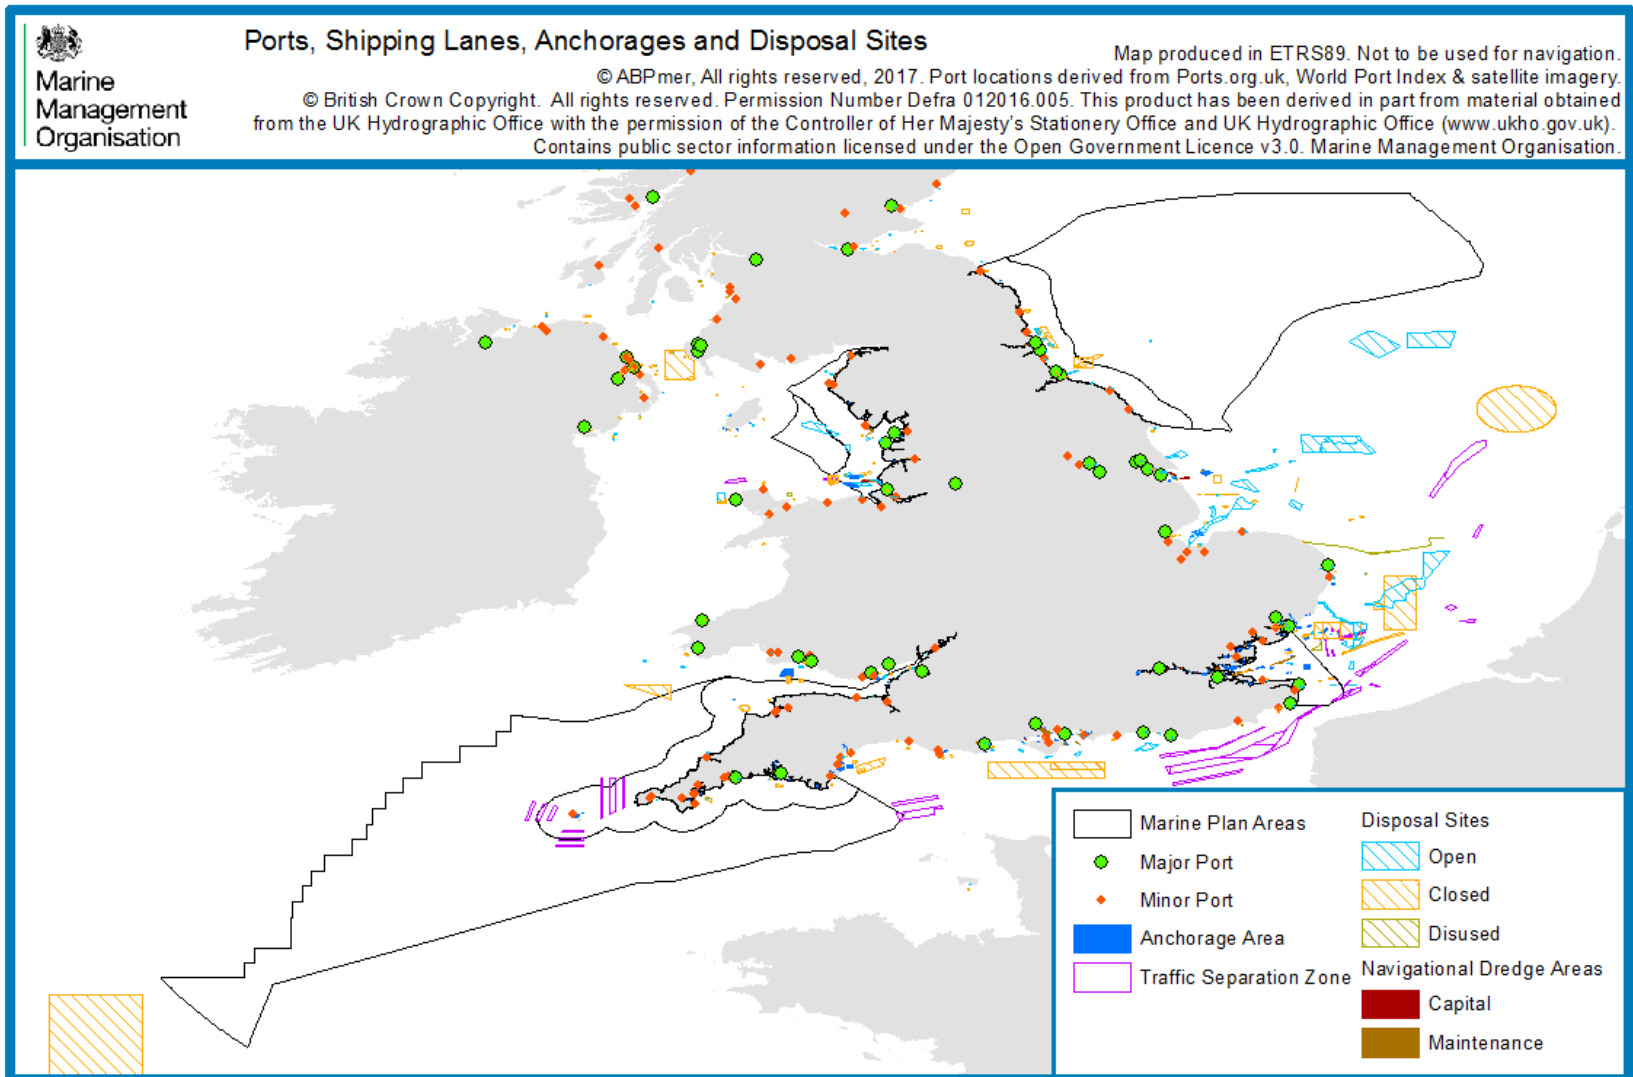 Marine
Management
Organisation
Ports, Shipping Lanes, Anchorages and Disposal Sites
Map produced in ETRS89. Not to be used for navigation.
© ABPmer, All rights reserved, 2017. Port locations derived from Ports.org.uk, World Port Index & satellite imagery.
© British Crown Copyright. All rights reserved. Permission Number Defra 012016.005. This product has been derived in part from material obtained
from the UK Hydrographic Office with the permission of the Controller of Her Majesty's Stationery Office and UK Hydrographic Office (www.ukho.gov.uk).
Contains public sector information licensed under the Open Government Licence v3.0. Marine Management Organisation.
Marine Plan Areas
Major Port
Minor Port
Anchorage Area
Traffic Separation Zone
Disposal Sites
Open
Closed
Disused
Navigational Dredge Areas
Capital
Maintenance